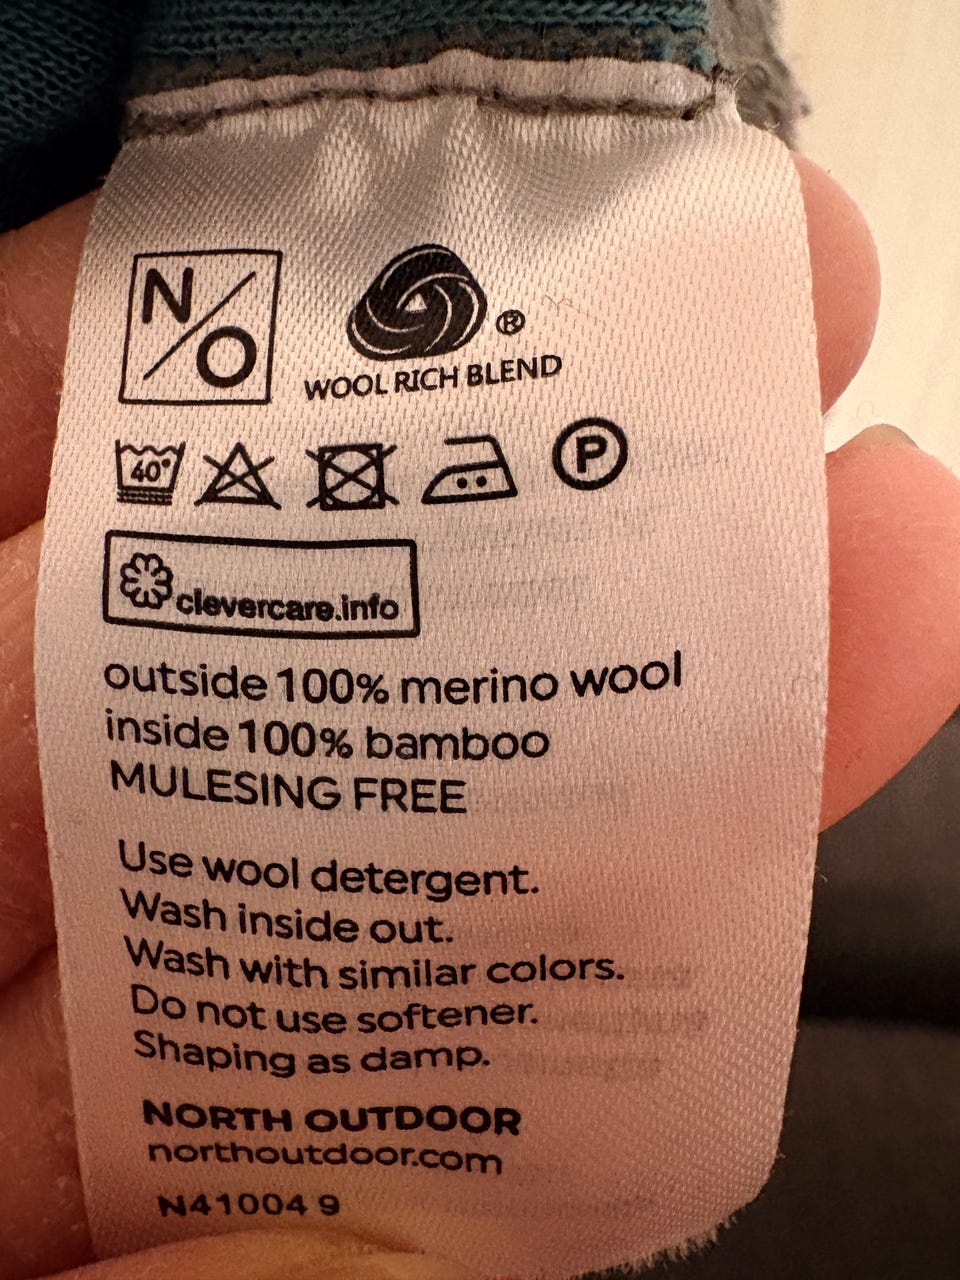 N/O
®
WOOL RICH BLEND
40° P
clevercare.info
outside 100% merino wool
inside 100% bamboo
MULESING FREE
Use wool detergent.
Wash inside out.
Wash with similar colors.
Do not use softener.
Shaping as damp.
NORTH OUTDOOR
northoutdoor.com
N41004 9